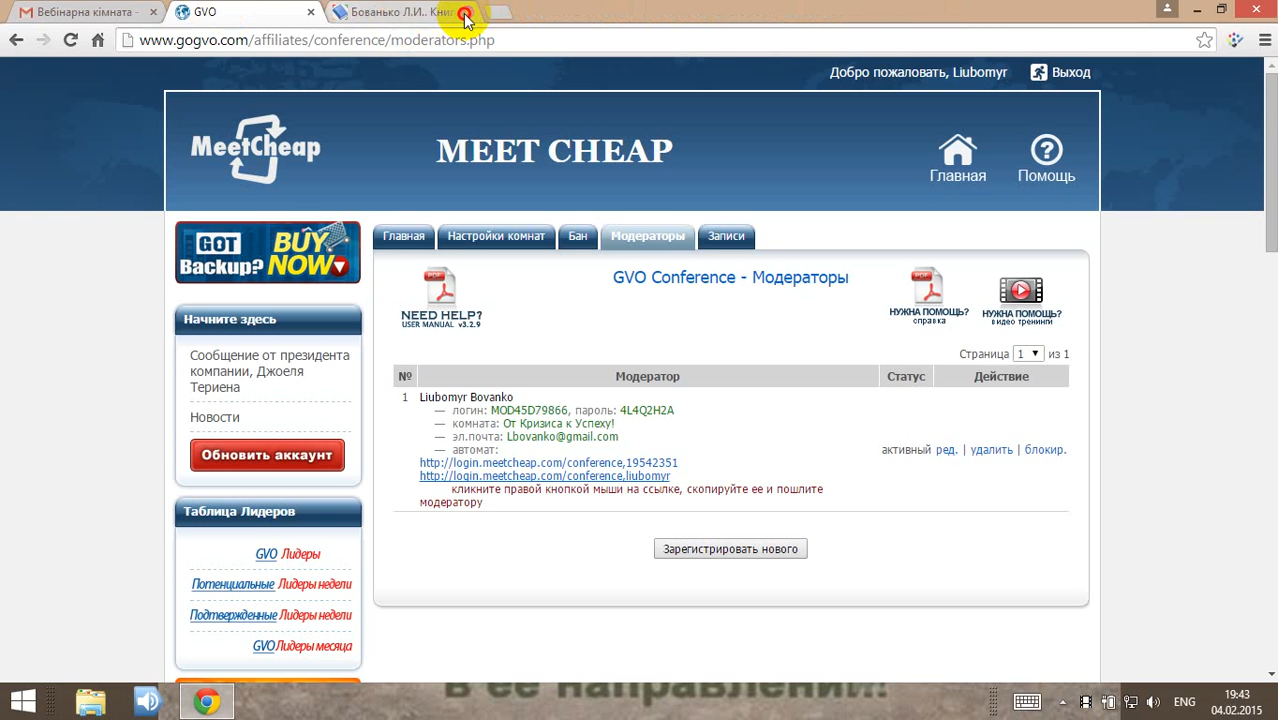 Вебінарна кімната -
GVO
Бованько Л.И.. Книг
www.gogvo.com/affiliates/conference/moderators.php
Добро пожаловать, Liubomyr
Выход
MeetCheap
MEET CHEAP
Главная
Помощь
GOT Backup? BUY NOW
Главная
Настройки комнат
Бан
Модераторы
Записи
NEED HELP?
USER MANUAL v3.2.9
GVO Conference - Модераторы
НУЖНА ПОМОЩЬ?
справка
НУЖНА ПОМОЩЬ?
видео тренинги
Страница 1 из 1
№ Модератор Статус Действие
1 Liubomyr Bovanko
— логин: MOD45D79866, пароль: 4L4Q2H2A
— комната: От Кризиса к Успеху!
— эл.почта: Lbovanko@gmail.com
— автомат:
http://login.meetcheap.com/conference,19542351
http://login.meetcheap.com/conference,liubomyr
кликните правой кнопкой мыши на ссылке, скопируйте ее и пошлите
модератору
активный ред. | удалить | блокир.
Зарегистрировать нового
Начните здесь
Сообщение от президента
компании, Джоеля
Териена
Новости
Обновить аккаунт
Таблица Лидеров
GVO Лидеры
Потенциальные Лидеры недели
Подтвержденные Лидеры недели
GVO Лидеры месяца
в её направлении!
ENG
19:43
04.02.2015